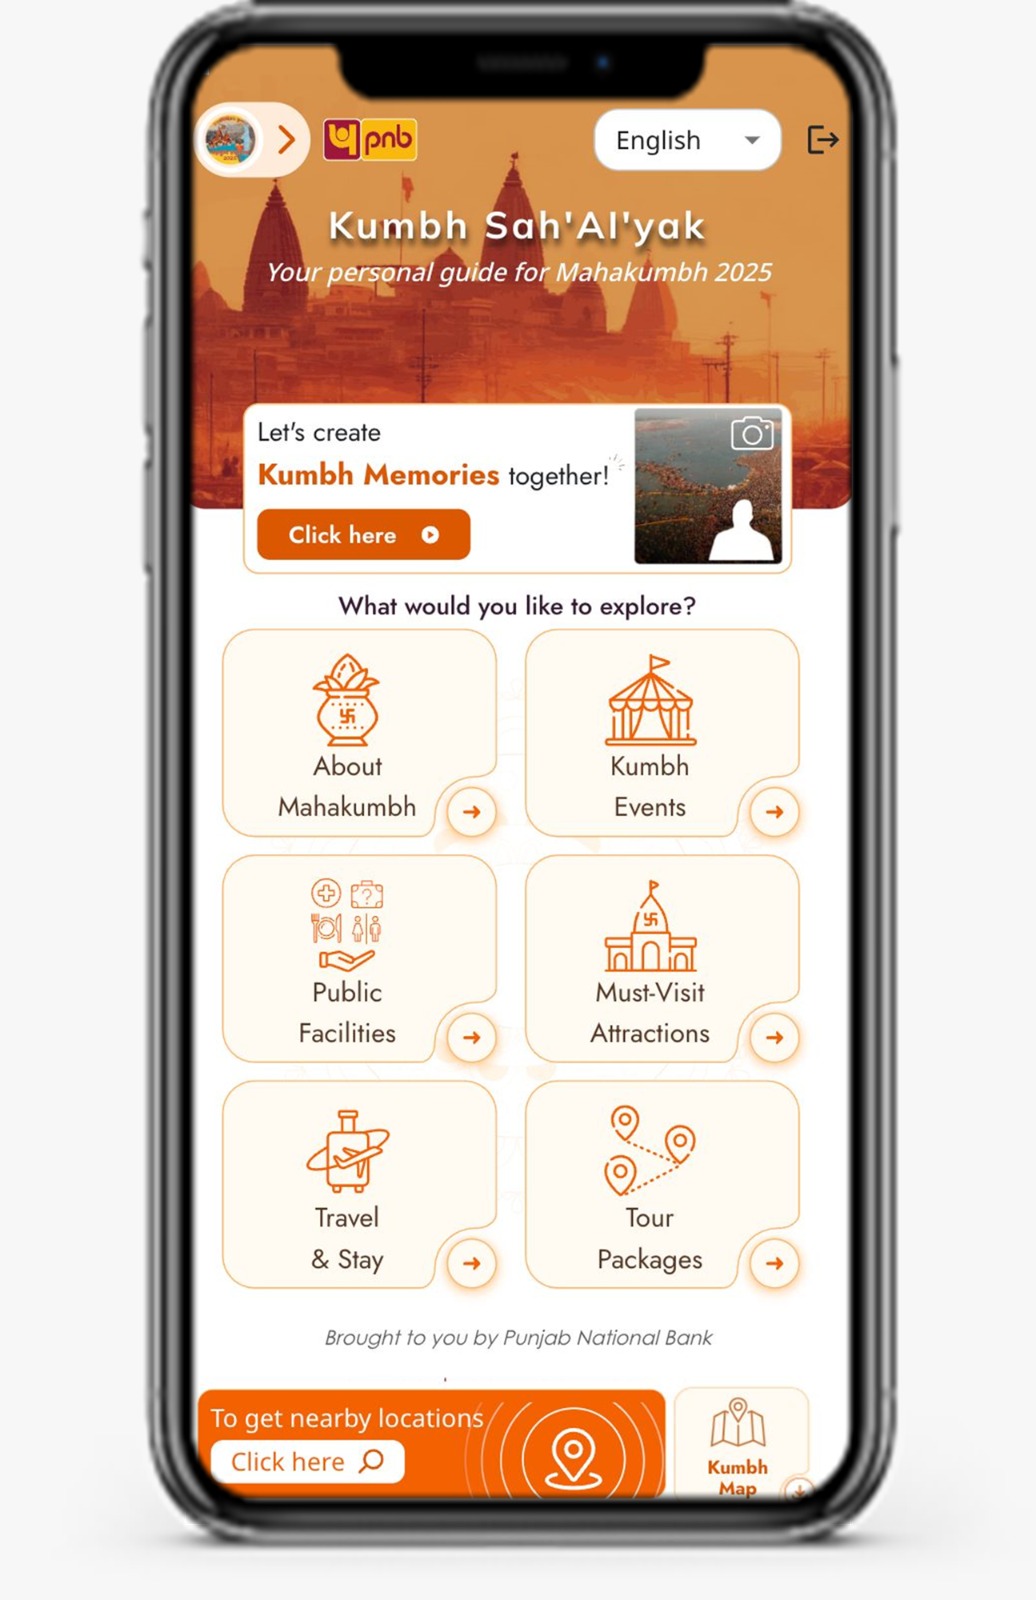 प pnb
English
Kumbh Sah'AI'yak
Your personal guide for Mahakumbh 2025
Let's create
Kumbh Memories together!
Click here
What would you like to explore?
About
Mahakumbh
Kumbh
Events
Public
Facilities
Must-Visit
Attractions
Travel
& Stay
Tour
Packages
Brought to you by Punjab National Bank
To get nearby locations
Click here
Kumbh
Map